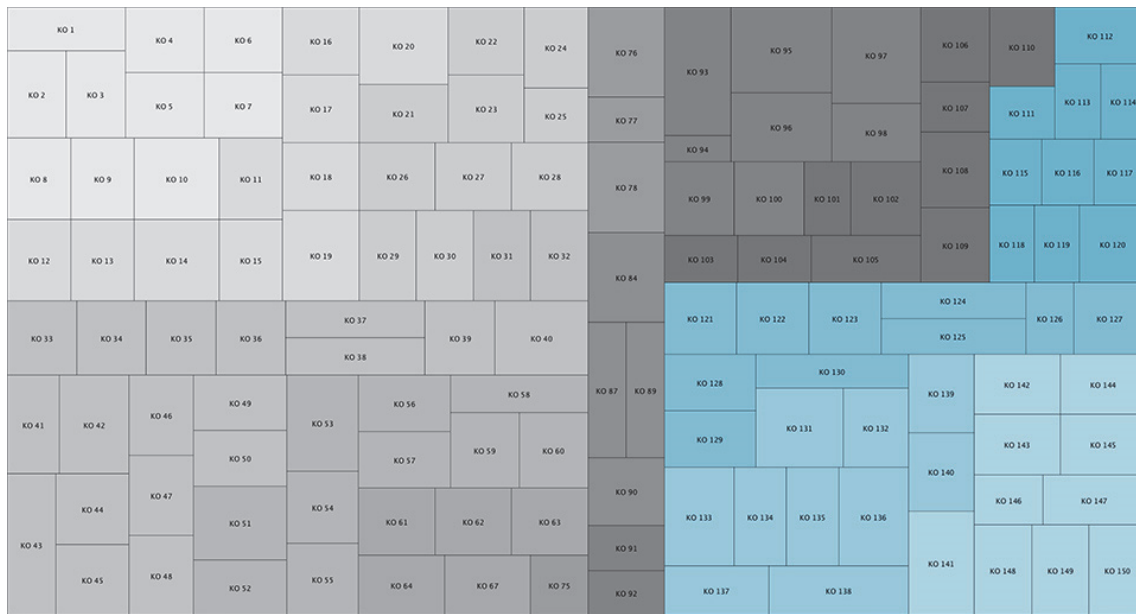 KO 1
KO 2
KO 3
KO 4
KO 5
KO 6
KO 7
KO 8
KO 9
KO 10
KO 11
KO 12
KO 13
KO 14
KO 15
KO 16
KO 17
KO 18
KO 19
KO 20
KO 21
KO 22
KO 23
KO 24
KO 25
KO 26
KO 27
KO 28
KO 29
KO 30
KO 31
KO 32
KO 33
KO 34
KO 35
KO 36
KO 37
KO 38
KO 39
KO 40
KO 41
KO 42
KO 43
KO 44
KO 45
KO 46
KO 47
KO 48
KO 49
KO 50
KO 51
KO 52
KO 53
KO 54
KO 55
KO 56
KO 57
KO 58
KO 59
KO 60
KO 61
KO 62
KO 63
KO 64
KO 67
KO 75
KO 76
KO 77
KO 78
KO 84
KO 87
KO 89
KO 90
KO 91
KO 92
KO 93
KO 94
KO 95
KO 96
KO 97
KO 98
KO 99
KO 100
KO 101
KO 102
KO 103
KO 104
KO 105
KO 106
KO 107
KO 108
KO 109
KO 110
KO 111
KO 112
KO 113
KO 114
KO 115
KO 116
KO 117
KO 118
KO 119
KO 120
KO 121
KO 122
KO 123
KO 124
KO 125
KO 126
KO 127
KO 128
KO 129
KO 130
KO 131
KO 132
KO 133
KO 134
KO 135
KO 136
KO 137
KO 138
KO 139
KO 140
KO 141
KO 142
KO 143
KO 144
KO 145
KO 146
KO 147
KO 148
KO 149
KO 150